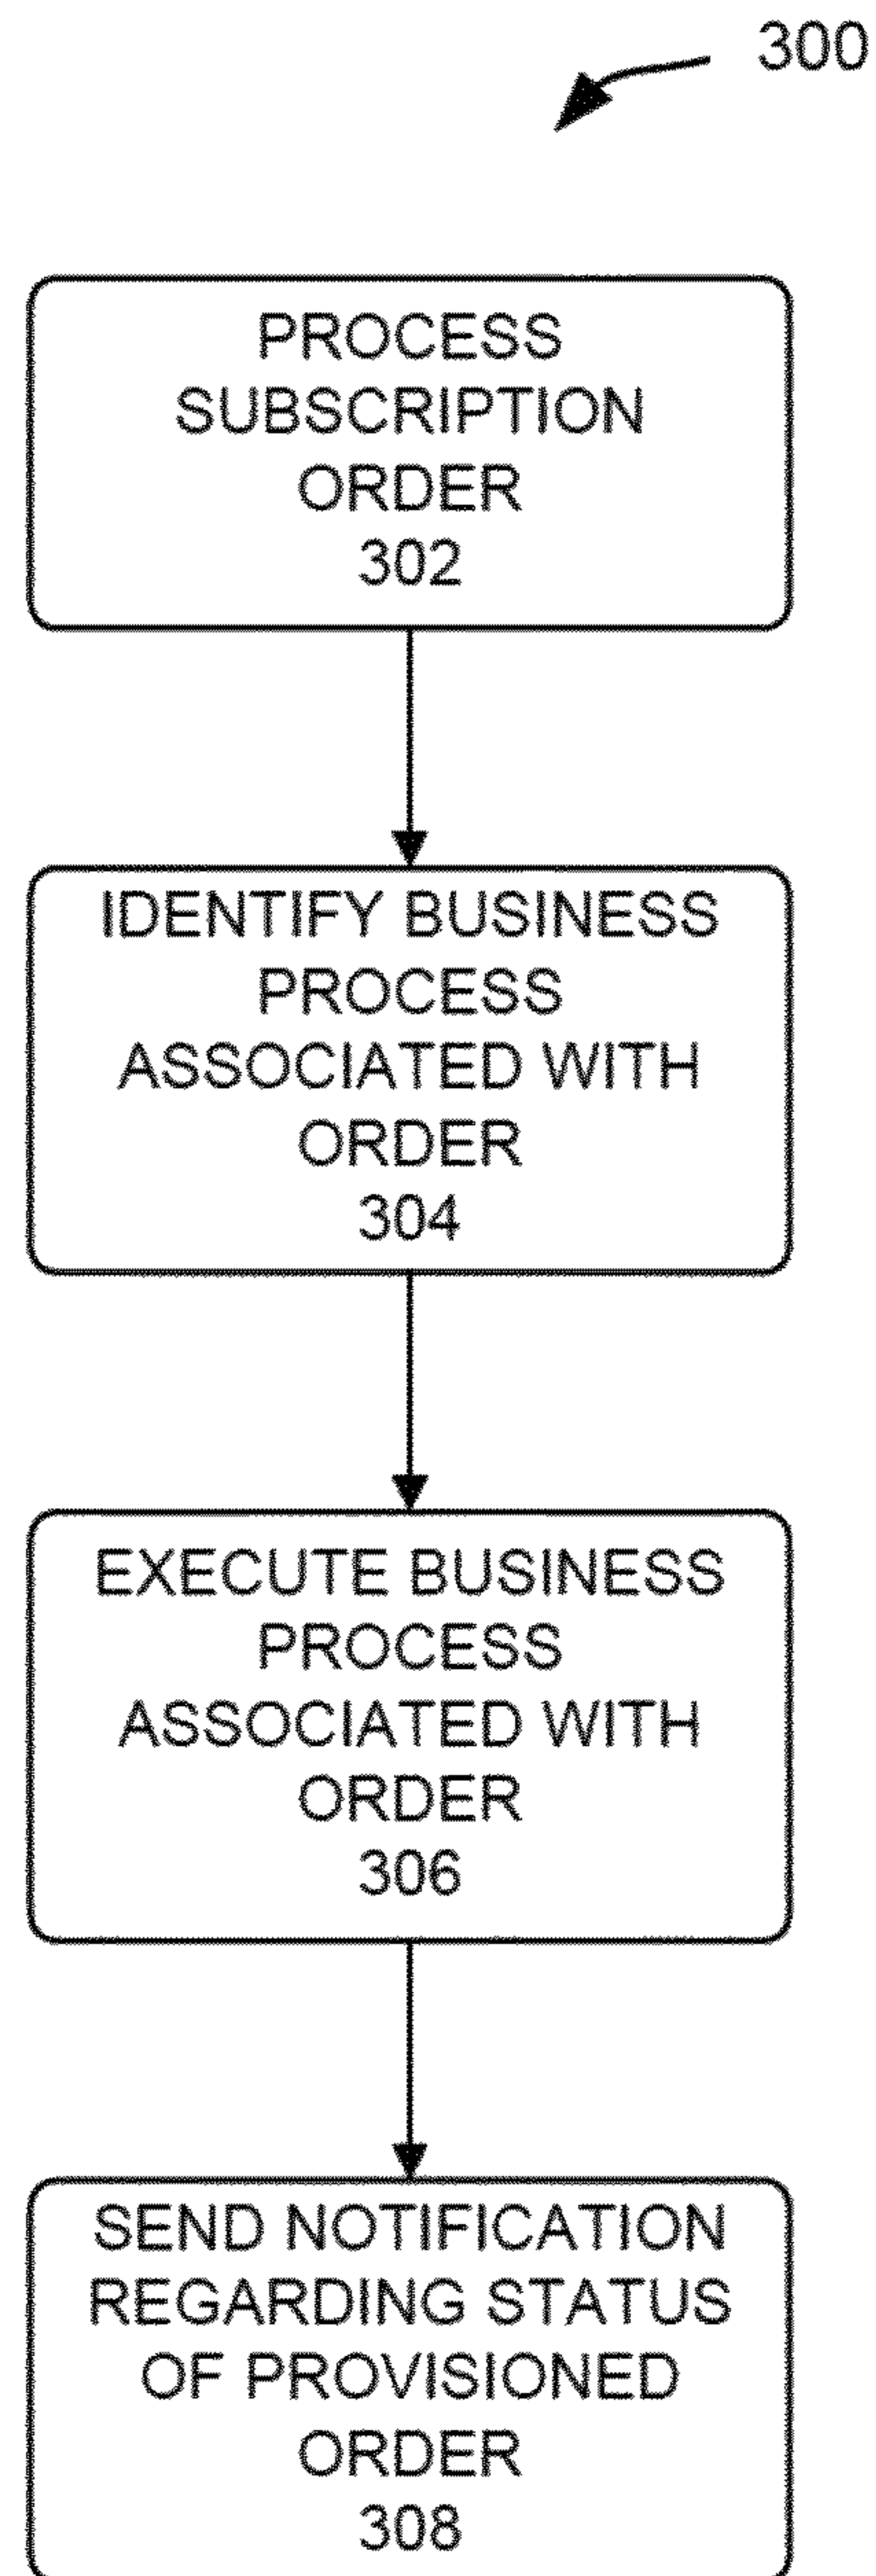 300
PROCESS
SUBSCRIPTION
ORDER
302
IDENTIFY BUSINESS
PROCESS
ASSOCIATED WITH
ORDER
304
EXECUTE BUSINESS
PROCESS
ASSOCIATED WITH
ORDER
306
SEND NOTIFICATION
REGARDING STATUS
OF PROVISIONED
ORDER
308